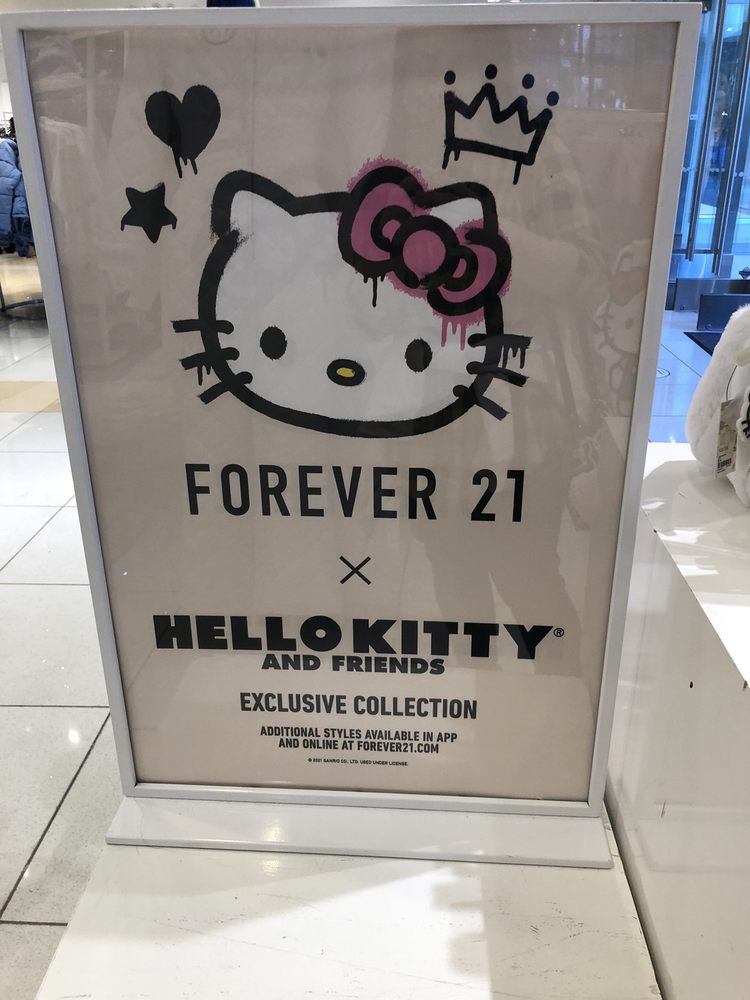 FOREVER 21
×
HELLO KITTY®
AND FRIENDS
EXCLUSIVE COLLECTION
ADDITIONAL STYLES AVAILABLE IN APP
AND ONLINE AT FOREVER21.COM
© 2021 SANRIO CO., LTD. USED UNDER LICENSE.